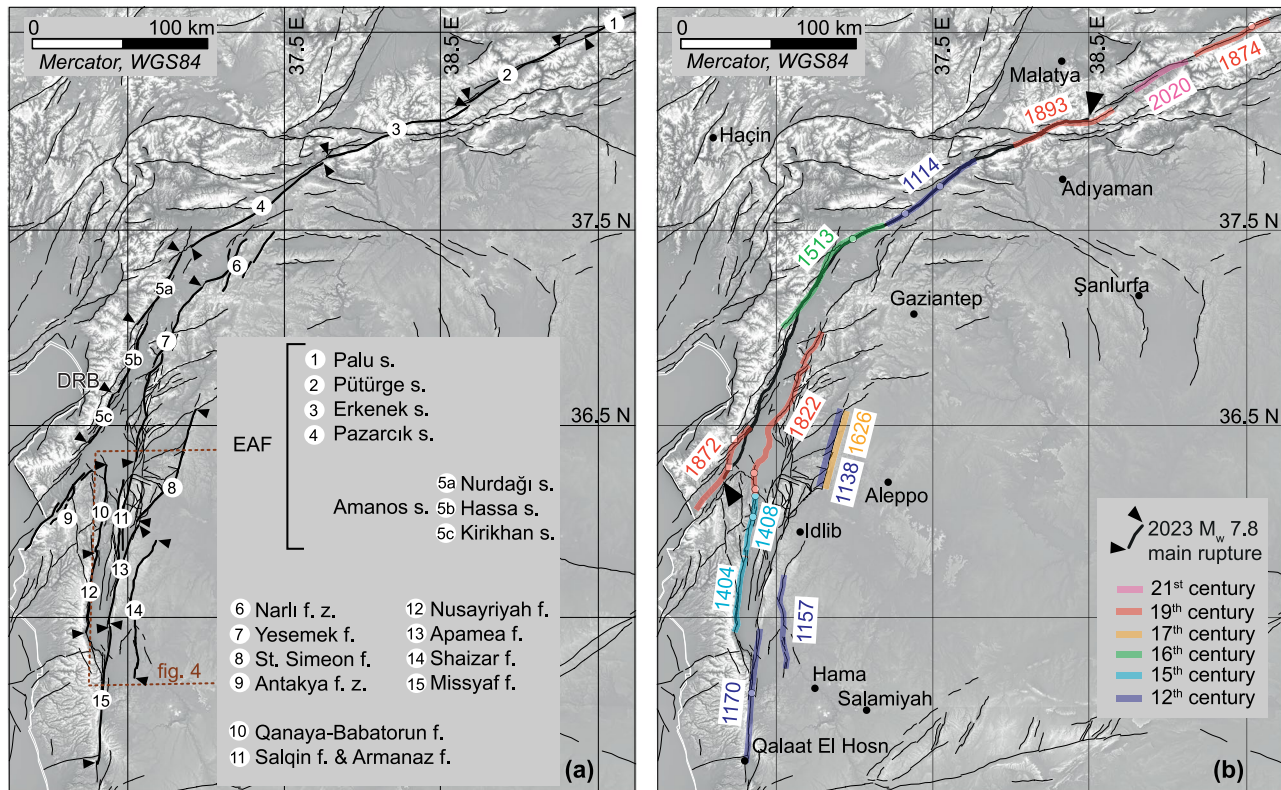 0 100 km
Mercator, WGS84
37.5 E
38.5 E
1
2
3
4
5a
6
7
5b
DRB
5c
8
9
10
11
12
13
14
15
fig. 4
EAF
1 Palu s.
2 Pütürge s.
3 Erkenek s.
4 Pazarcık s.
Amanos s.
5a Nurdağı s.
5b Hassa s.
5c Kirikhan s.
6 Narlı f. z.
7 Yesemek f.
8 St. Simeon f.
9 Antakya f. z.
10 Qanaya-Babatorun f.
11 Salqin f. & Armanaz f.
12 Nusayriyah f.
13 Apamea f.
14 Shaizar f.
15 Missyaf f.
(a)
37.5 N
36.5 N
0 100 km
Mercator, WGS84
37.5 E
38.5 E
Malatya
1874
2020
1893
Haçin
1114
Adıyaman
1513
Gaziantep
Şanlıurfa
1822
1872
1626
1138
Aleppo
1408
Idlib
1404
1157
Hama
Salamiyah
1170
Qalaat El Hosn
2023 Mw 7.8
main rupture
21st century
19th century
17th century
16th century
15th century
12th century
(b)